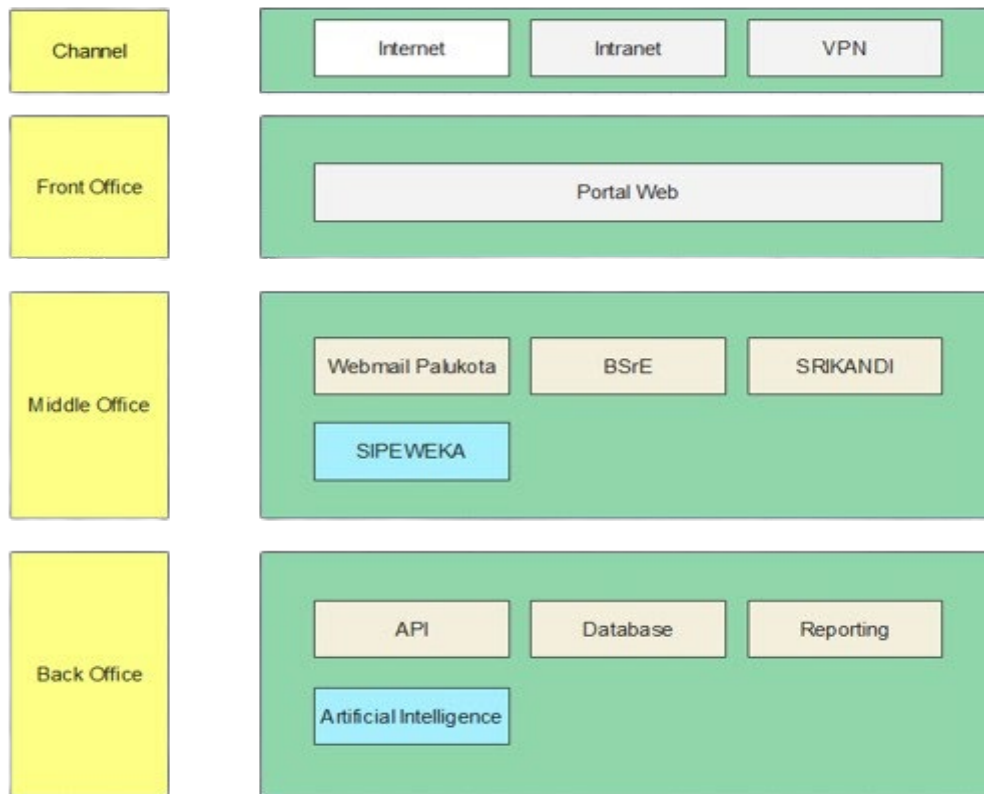 Channel
Internet
Intranet
VPN
Front Office
Portal Web
Middle Office
Webmail Palukota
BSrE
SRIKANDI
SIPEWEKA
Back Office
API
Database
Reporting
Artificial Intelligence